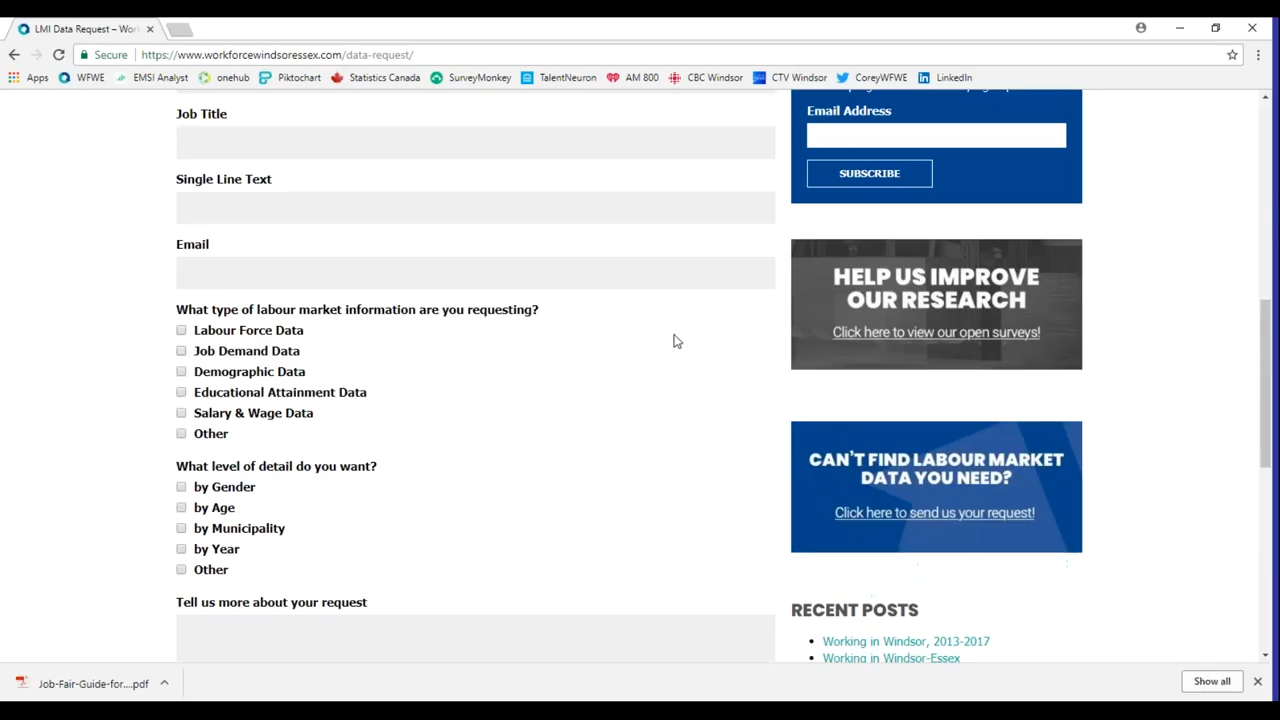 LMI Data Request – Wor
Secure
https://www.workforcewindsoressex.com/data-request/
Apps
WFWE
EMSI Analyst
onehub
Piktochart
Statistics Canada
SurveyMonkey
TalentNeuron
AM 800
CBC Windsor
CTV Windsor
CoreyWFWE
LinkedIn
Job Title
Single Line Text
Email
What type of labour market information are you requesting?
Labour Force Data
Job Demand Data
Demographic Data
Educational Attainment Data
Salary & Wage Data
Other
What level of detail do you want?
by Gender
by Age
by Municipality
by Year
Other
Tell us more about your request
Email Address
SUBSCRIBE
HELP US IMPROVE
OUR RESEARCH
Click here to view our open surveys!
CAN'T FIND LABOUR MARKET
DATA YOU NEED?
Click here to send us your request!
RECENT POSTS
Working in Windsor, 2013-2017
Working in Windsor-Essex
Job-Fair-Guide-for....pdf
Show all